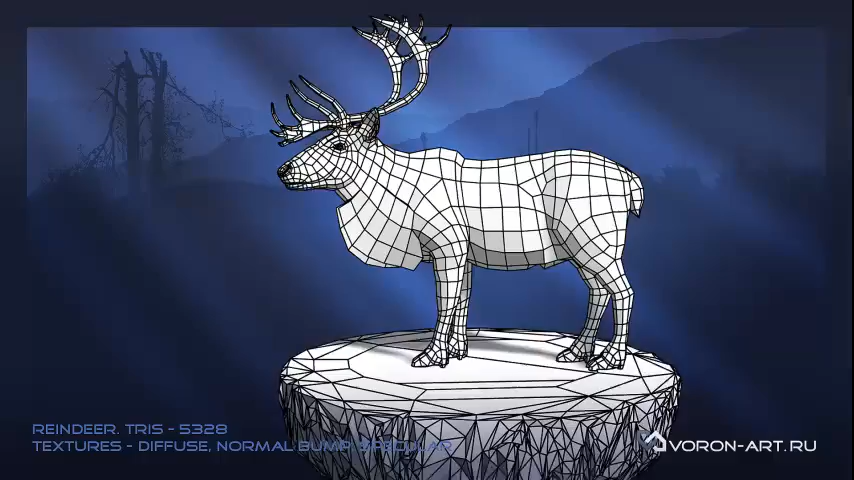 REINDEER. TRIS - 5328
TEXTURES - DIFFUSE, NORMAL BUMP, SPECULAR
VORON-ART.RU